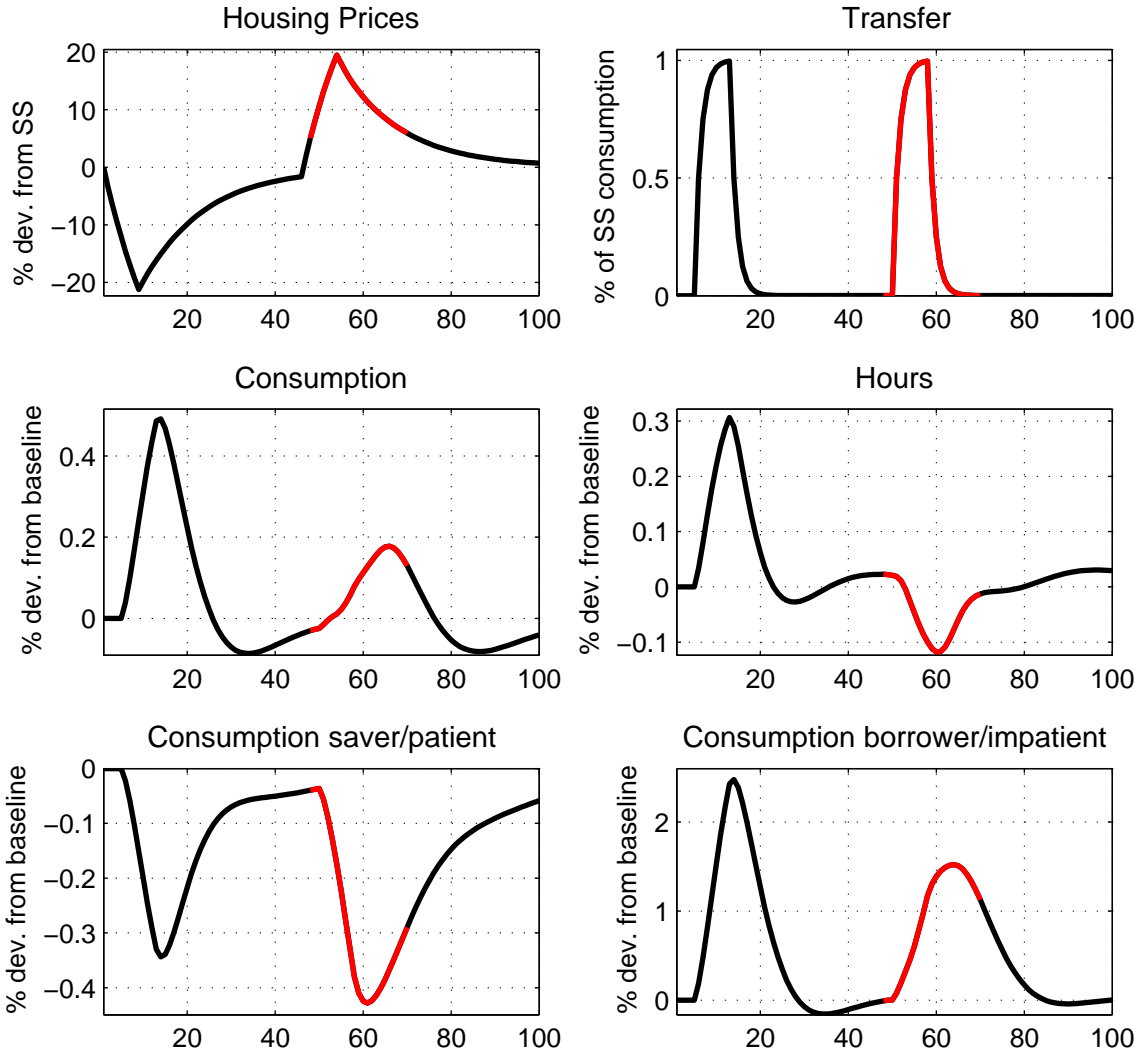 Housing Prices
% dev. from SS
20
10
0
−10
−20
20 40 60 80 100
Transfer
% of SS consumption
1
0.5
0
20 40 60 80 100
Consumption
% dev. from baseline
0.4
0.2
0
20 40 60 80 100
Hours
% dev. from baseline
0.3
0.2
0.1
0
−0.1
20 40 60 80 100
Consumption saver/patient
% dev. from baseline
0
−0.1
−0.2
−0.3
−0.4
20 40 60 80 100
Consumption borrower/impatient
% dev. from baseline
2
1
0
20 40 60 80 100